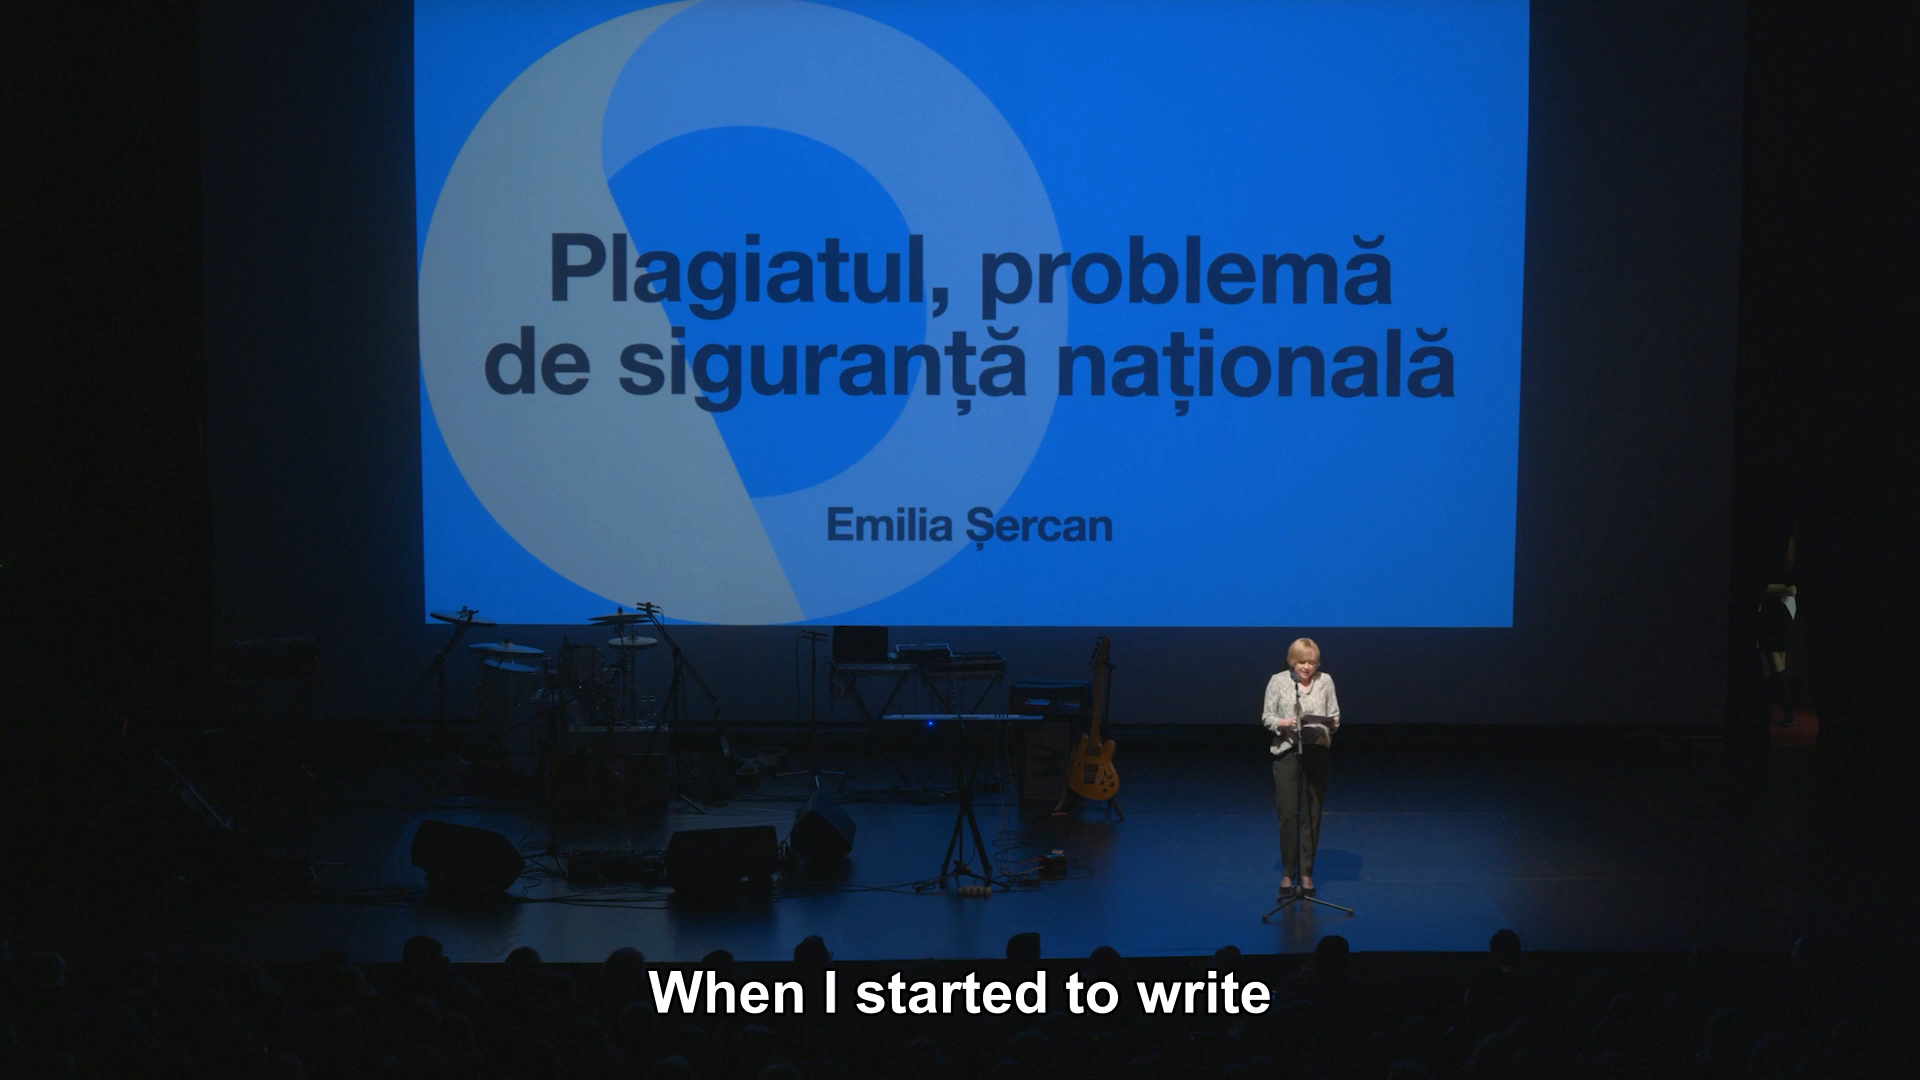 Plagiatul, problemă
de siguranță națională
Emilia Șercan
When I started to write